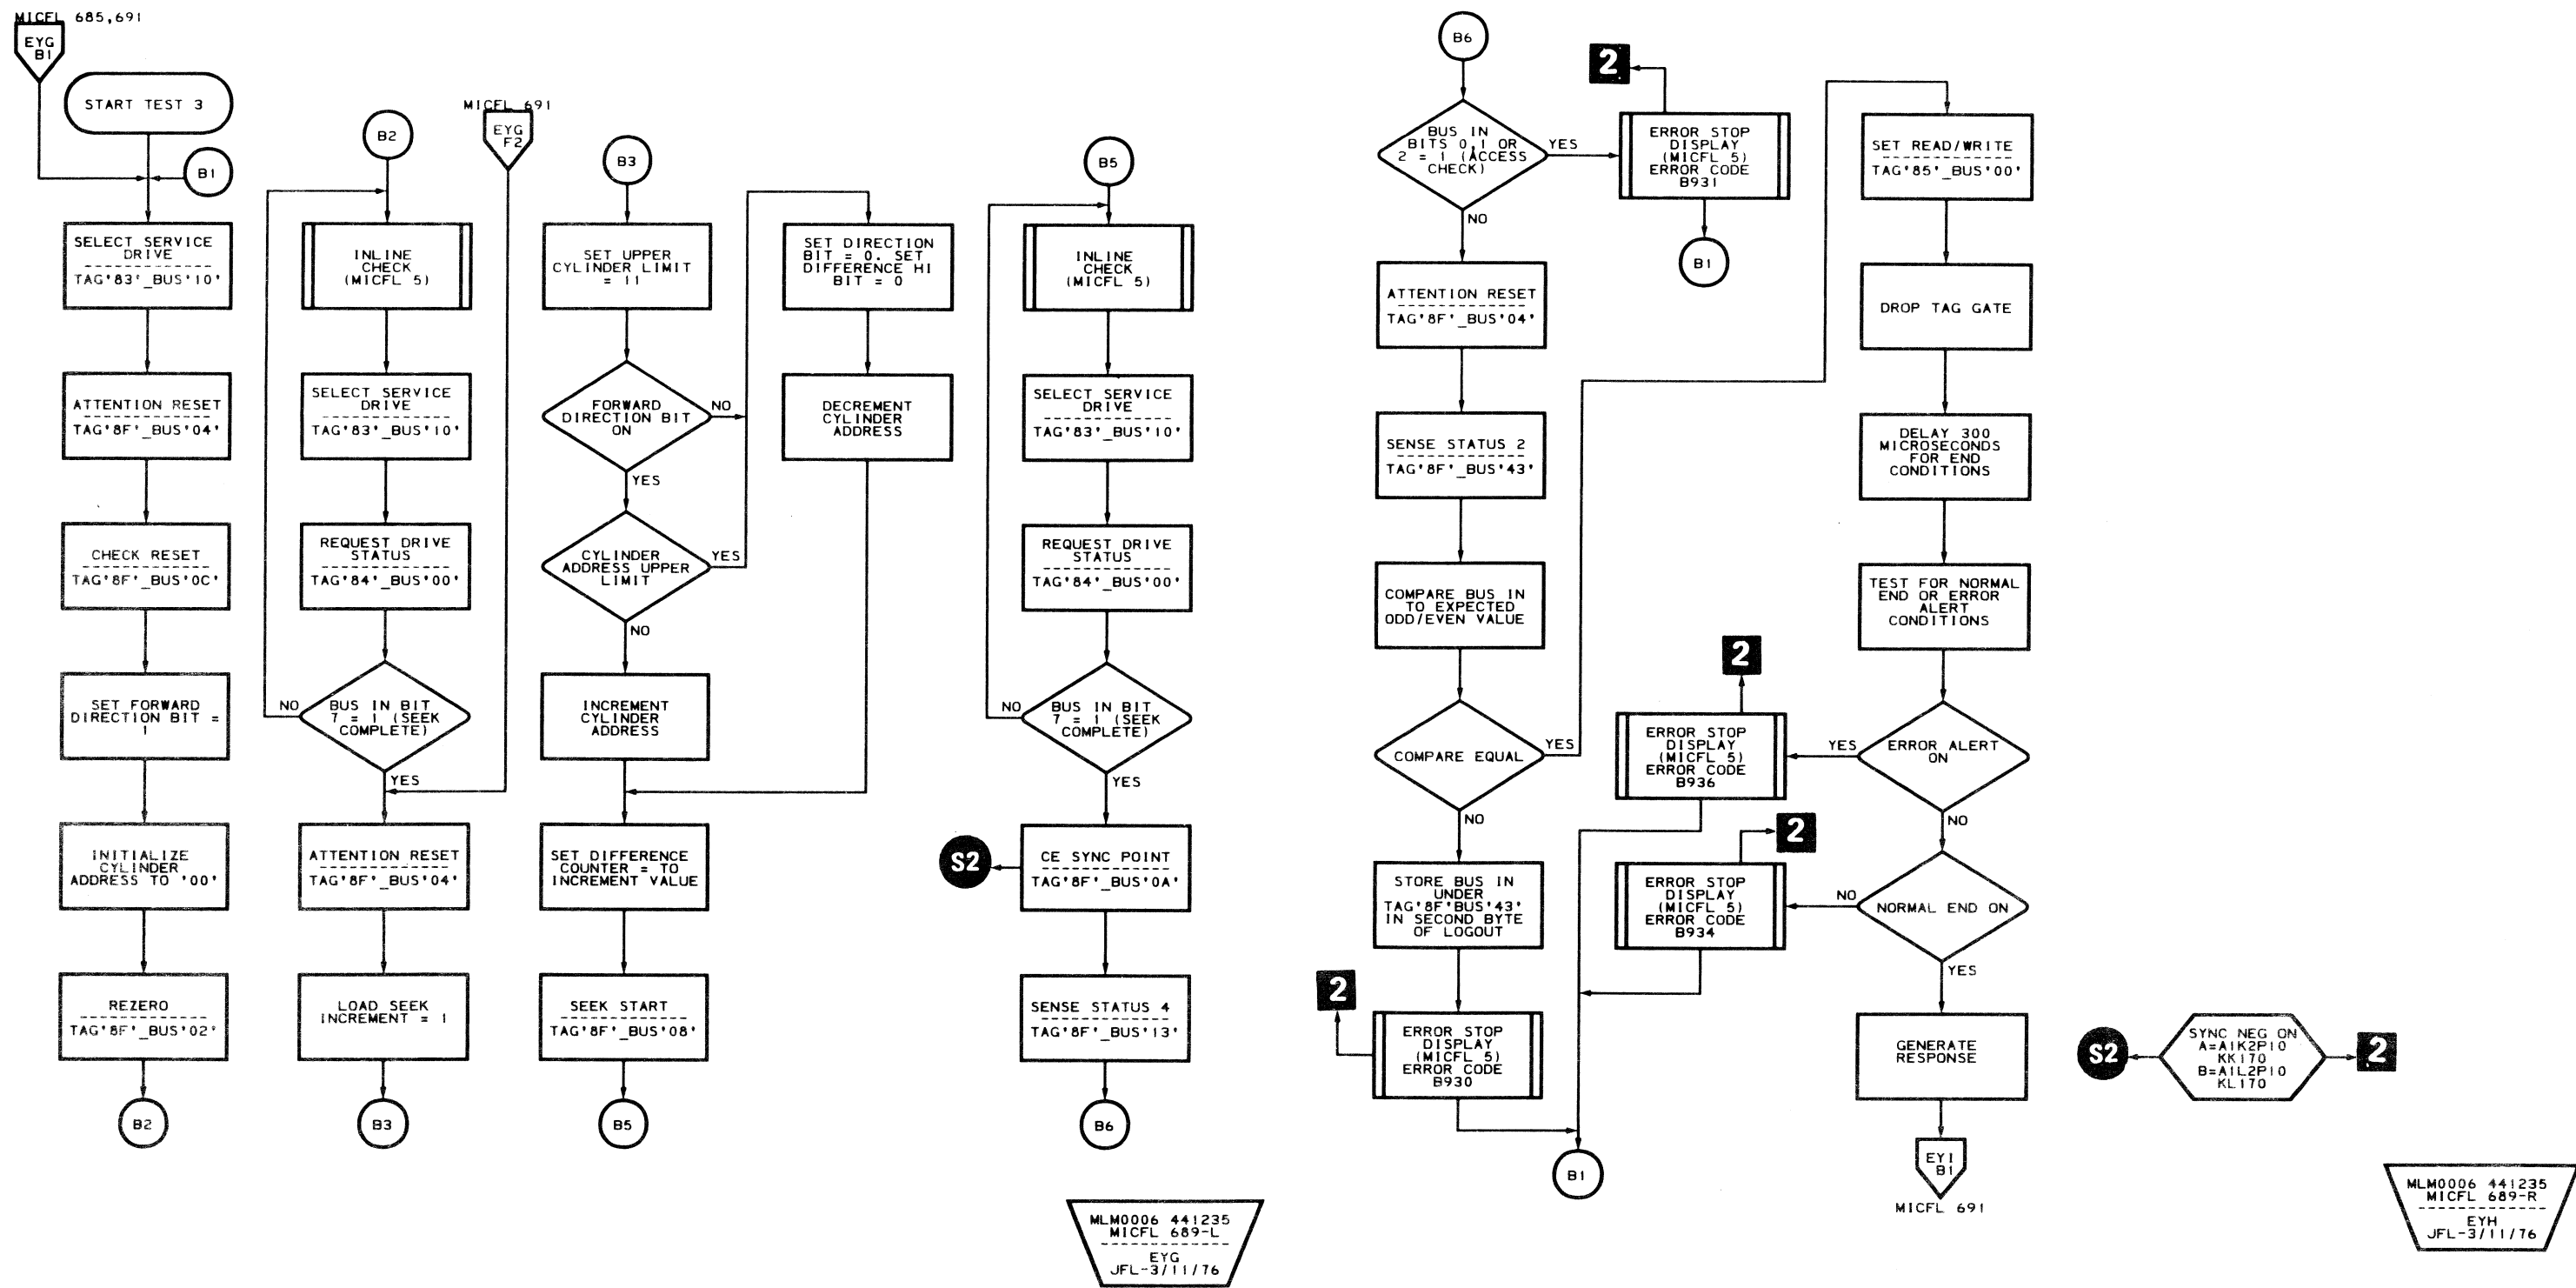 MICFL 685,691
EYG
B1
START TEST 3
B1
SELECT SERVICE
DRIVE
TAG'83'_BUS'10'
ATTENTION RESET
TAG'8F'_BUS'04'
CHECK RESET
TAG'8F'_BUS'0C'
SET FORWARD
DIRECTION BIT =
1
INITIALIZE
CYLINDER
ADDRESS TO '00'
REZERO
TAG'8F'_BUS'02'
B2
B2
INLINE
CHECK
(MICFL 5)
SELECT SERVICE
DRIVE
TAG'83'_BUS'10'
REQUEST DRIVE
STATUS
TAG'84'_BUS'00'
NO
BUS IN BIT
7 = 1 (SEEK
COMPLETE)
YES
ATTENTION RESET
TAG'8F'_BUS'04'
LOAD SEEK
INCREMENT = 1
B3
MICFL 691
EYG
F2
B3
SET UPPER
CYLINDER LIMIT
= 11
FORWARD
DIRECTION BIT
ON
NO
YES
CYLINDER
ADDRESS UPPER
LIMIT
YES
NO
INCREMENT
CYLINDER
ADDRESS
SET DIFFERENCE
COUNTER = TO
INCREMENT VALUE
SEEK START
TAG'8F'_BUS'08'
B5
SET DIRECTION
BIT = 0. SET
DIFFERENCE HI
BIT = 0
DECREMENT
CYLINDER
ADDRESS
B5
INLINE
CHECK
(MICFL 5)
SELECT SERVICE
DRIVE
TAG'83'_BUS'10'
REQUEST DRIVE
STATUS
TAG'84'_BUS'00'
NO
BUS IN BIT
7 = 1 (SEEK
COMPLETE)
YES
S2
CE SYNC POINT
TAG'8F'_BUS'0A'
SENSE STATUS 4
TAG'8F'_BUS'13'
B6
MLM0006 441235
MICFL 689-L
EYG
JFL-3/11/76
B6
BUS IN
BITS 0,1 OR
2 = 1 (ACCESS
CHECK)
YES
NO
2
ERROR STOP
DISPLAY
(MICFL 5)
ERROR CODE
B931
B1
ATTENTION RESET
TAG'8F'_BUS'04'
SENSE STATUS 2
TAG'8F'_BUS'43'
COMPARE BUS IN
TO EXPECTED
ODD/EVEN VALUE
COMPARE EQUAL
YES
NO
STORE BUS IN
UNDER
TAG'8F'BUS'43'
IN SECOND BYTE
OF LOGOUT
2
ERROR STOP
DISPLAY
(MICFL 5)
ERROR CODE
B930
B1
SET READ/WRITE
TAG'85'_BUS'00'
DROP TAG GATE
DELAY 300
MICROSECONDS
FOR END
CONDITIONS
TEST FOR NORMAL
END OR ERROR
ALERT
CONDITIONS
ERROR ALERT
ON
YES
NO
2
ERROR STOP
DISPLAY
(MICFL 5)
ERROR CODE
B936
NORMAL END ON
NO
YES
2
ERROR STOP
DISPLAY
(MICFL 5)
ERROR CODE
B934
GENERATE
RESPONSE
EYI
B1
MICFL 691
S2
SYNC NEG ON
A=A1K2P10
KK170
B=A1L2P10
KL170
2
MLM0006 441235
MICFL 689-R
EYH
JFL-3/11/76